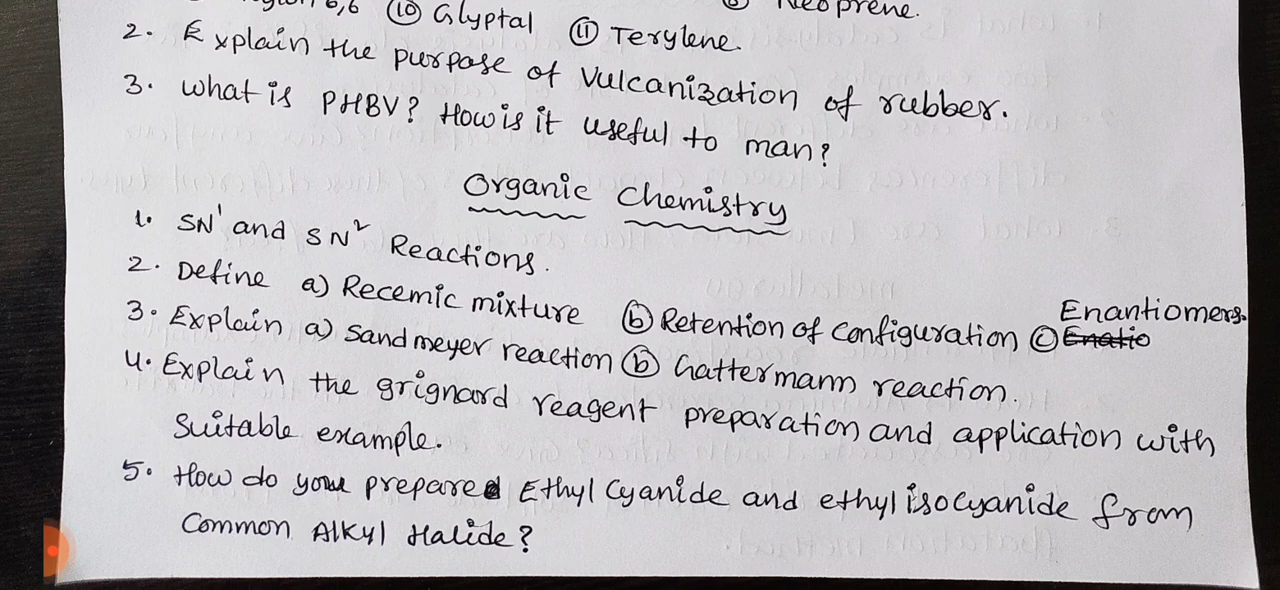 6,6 ⑩ Glyptal ⑪ Terylene. Neoprene.
2. Explain the purpose of vulcanization of rubber.
3. what is PHBV? How is it useful to man?
Organic Chemistry
1. SN¹ and SN² Reactions.
2. Define a) Recemic mixture ⓑ Retention of configuration ⓒ Enantiomers.
3. Explain a) Sandmeyer reaction ⓑ Gattermann reaction.
4. Explain the grignard reagent preparation and application with
Suitable example.
5. How do you prepare Ethyl Cyanide and ethyl isocyanide from
Common Alkyl Halide?